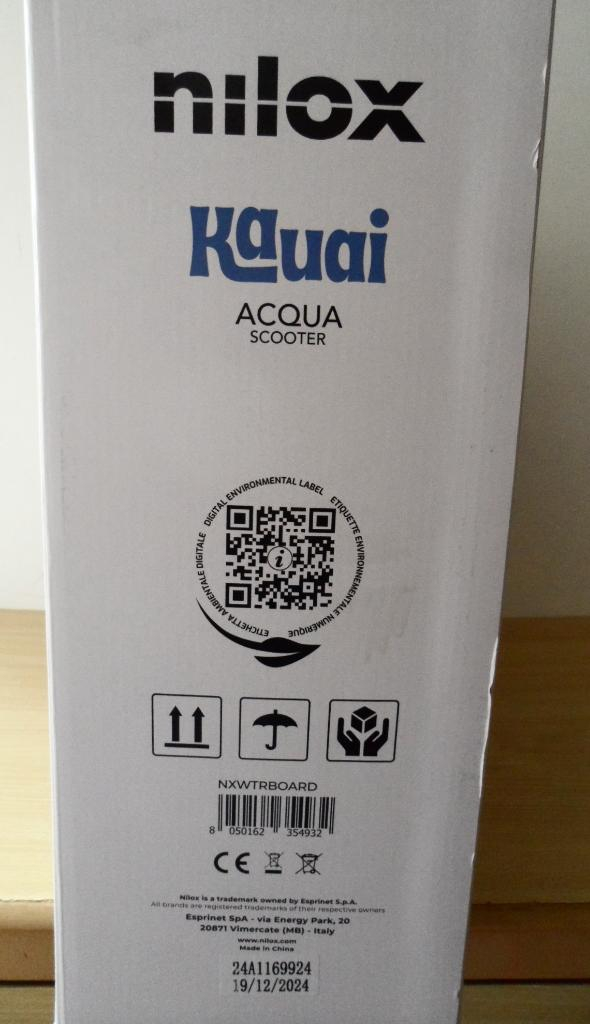 nilox
Kauai
ACQUA
SCOOTER
DIGITAL ENVIRONMENTAL LABEL
ETIQUETTE ENVIRONNEMENTALE NUMÉRIQUE
ETICHETTA AMBIENTALE DIGITALE
i
NXWTRBOARD
8 050162 354932
CE
Nilox is a trademark owned by Esprinet S.p.A.
All brands are registered trademarks of their respective owners
Esprinet SpA - via Energy Park, 20
20871 Vimercate (MB) - Italy
www.nilox.com
Made in China
24A1169924
19/12/2024